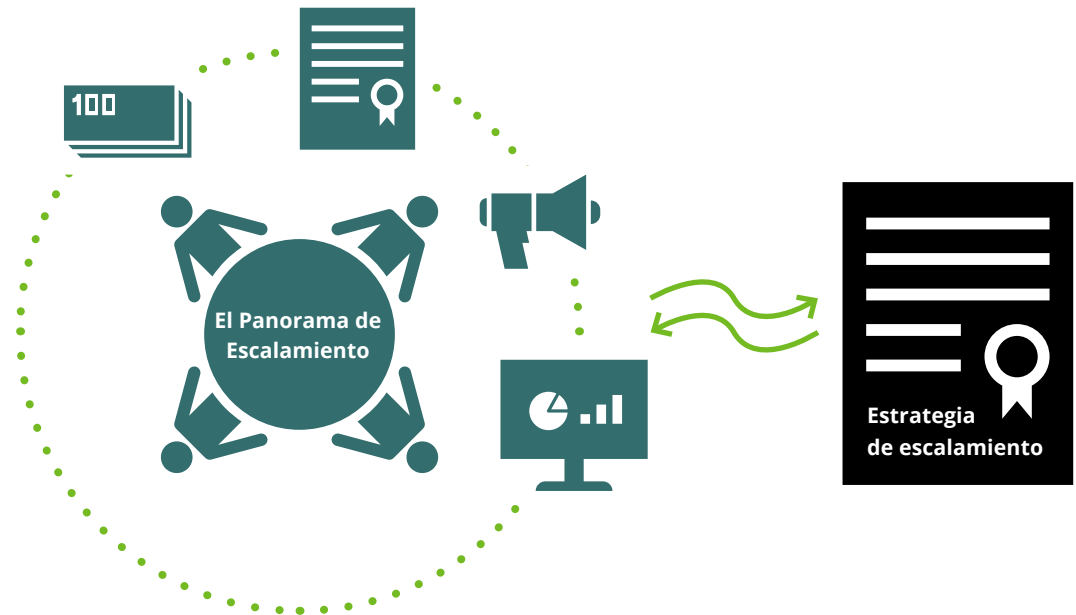 100
El Panorama de
Escalamiento
Estrategia
de escalamiento